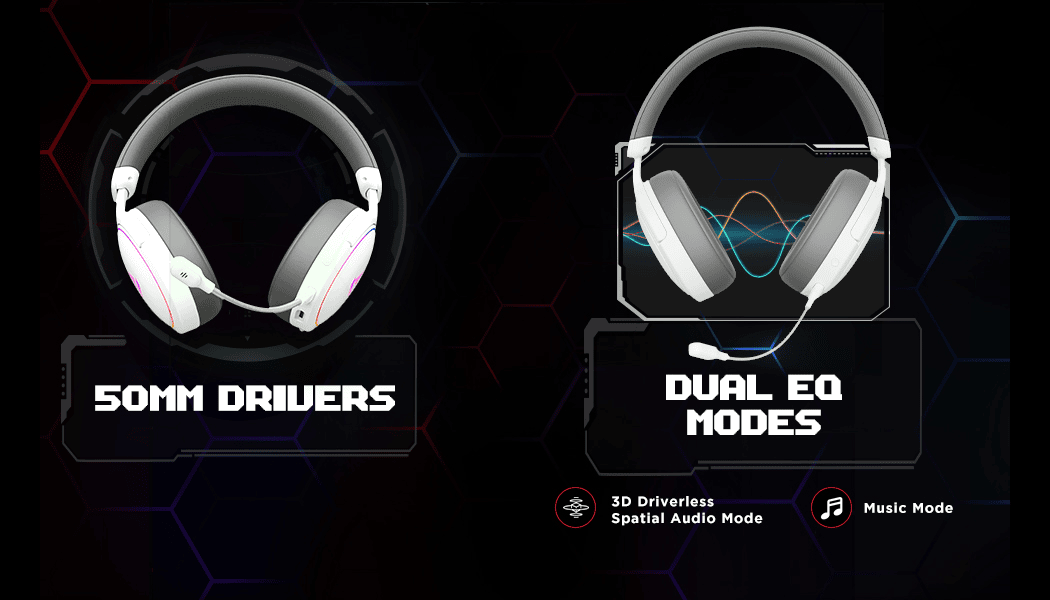 50MM DRIVERS
DUAL EQ
MODES
3D Driverless
Spatial Audio Mode
Music Mode